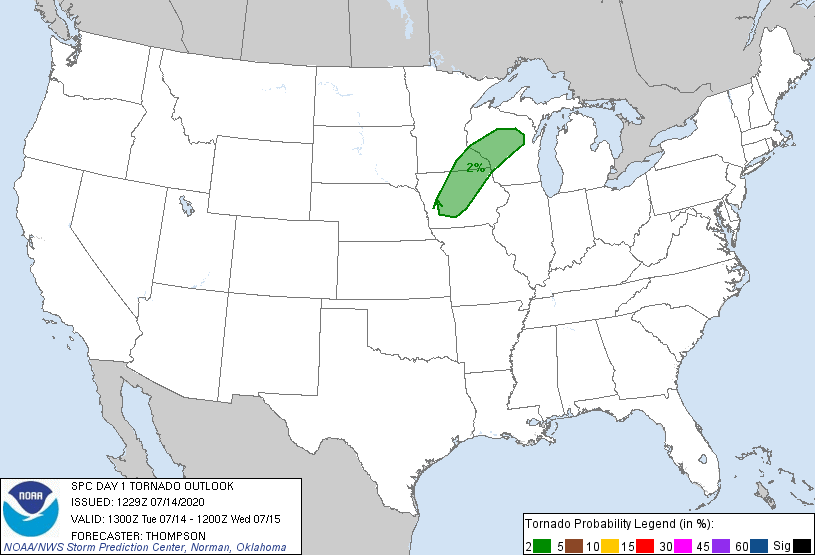 2%
NOAA
SPC DAY 1 TORNADO OUTLOOK
ISSUED: 1229Z 07/14/2020
VALID: 1300Z Tue 07/14 - 1200Z Wed 07/15
FORECASTER: THOMPSON
NOAA/NWS Storm Prediction Center, Norman, Oklahoma
Tornado Probability Legend (in %):
2 5 10 15 30 45 60 Sig